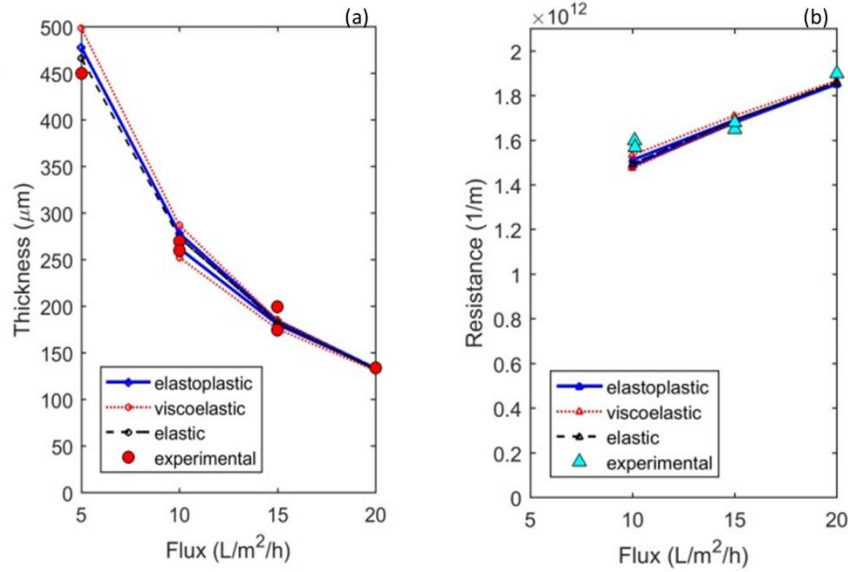 (a)
500
450
400
350
300
250
200
150
100
50
0
Thickness (μm)
elastoplastic
viscoelastic
elastic
experimental
5 10 15 20
Flux (L/m²/h)
×10¹² (b)
2
1.8
1.6
1.4
1.2
1
0.8
0.6
0.4
0.2
0
Resistance (1/m)
elastoplastic
viscoelastic
elastic
experimental
5 10 15 20
Flux (L/m²/h)